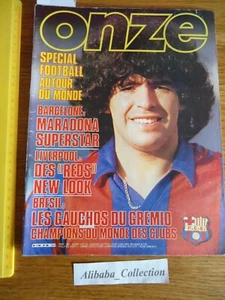 onze
SPECIAL
FOOTBALL
AUTOUR
DU MONDE
BARCELONE:
MARADONA
SUPERSTAR
LIVERPOOL:
DES "REDS"
NEW LOOK
BRESIL:
LES GAUCHOS DU GREMIO
CHAMPIONS DU MONDE DES CLUBS
Alibaba_Collection